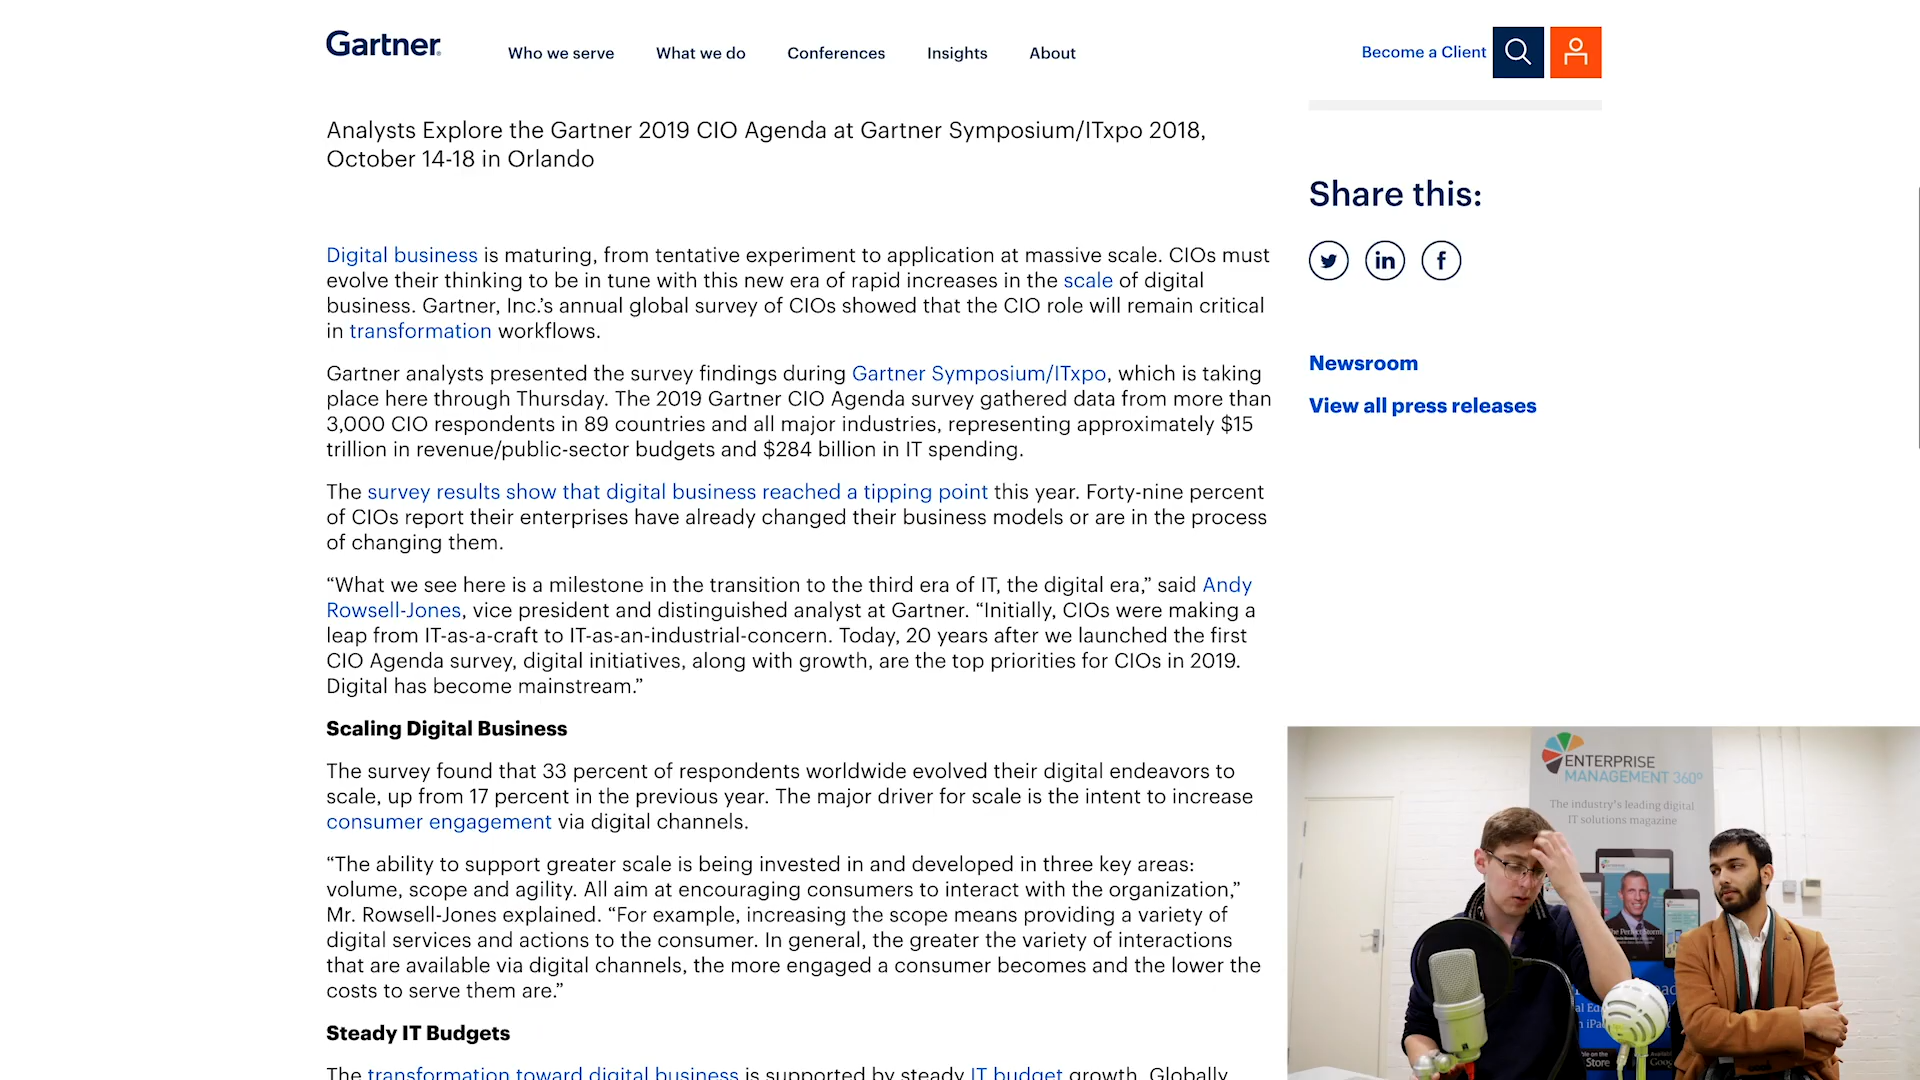 Gartner
Who we serve
What we do
Conferences
Insights
About
Become a Client
Analysts Explore the Gartner 2019 CIO Agenda at Gartner Symposium/ITxpo 2018,
October 14-18 in Orlando
Digital business is maturing, from tentative experiment to application at massive scale. CIOs must
evolve their thinking to be in tune with this new era of rapid increases in the scale of digital
business. Gartner, Inc.’s annual global survey of CIOs showed that the CIO role will remain critical
in transformation workflows.
Gartner analysts presented the survey findings during Gartner Symposium/ITxpo, which is taking
place here through Thursday. The 2019 Gartner CIO Agenda survey gathered data from more than
3,000 CIO respondents in 89 countries and all major industries, representing approximately $15
trillion in revenue/public-sector budgets and $284 billion in IT spending.
The survey results show that digital business reached a tipping point this year. Forty-nine percent
of CIOs report their enterprises have already changed their business models or are in the process
of changing them.
“What we see here is a milestone in the transition to the third era of IT, the digital era,” said Andy
Rowsell-Jones, vice president and distinguished analyst at Gartner. “Initially, CIOs were making a
leap from IT-as-a-craft to IT-as-an-industrial-concern. Today, 20 years after we launched the first
CIO Agenda survey, digital initiatives, along with growth, are the top priorities for CIOs in 2019.
Digital has become mainstream.”
Scaling Digital Business
The survey found that 33 percent of respondents worldwide evolved their digital endeavors to
scale, up from 17 percent in the previous year. The major driver for scale is the intent to increase
consumer engagement via digital channels.
“The ability to support greater scale is being invested in and developed in three key areas:
volume, scope and agility. All aim at encouraging consumers to interact with the organization,”
Mr. Rowsell-Jones explained. “For example, increasing the scope means providing a variety of
digital services and actions to the consumer. In general, the greater the variety of interactions
that are available via digital channels, the more engaged a consumer becomes and the lower the
costs to serve them are.”
Steady IT Budgets
The transformation toward digital business is supported by steady IT budget growth. Globally,
Share this:
in
f
Newsroom
View all press releases
ENTERPRISE
MANAGEMENT 360°
The industry's leading digital
IT solutions magazine
Store